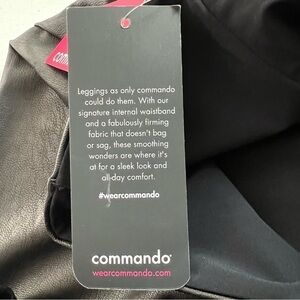 Leggings as only commando
could do them. With our
signature internal waistband
and a fabulously firming
fabric that doesn't bag
or sag, these smoothing
wonders are where it's
at for a sleek look and
all-day comfort.
#wearcommando
commando
wearcommando.com